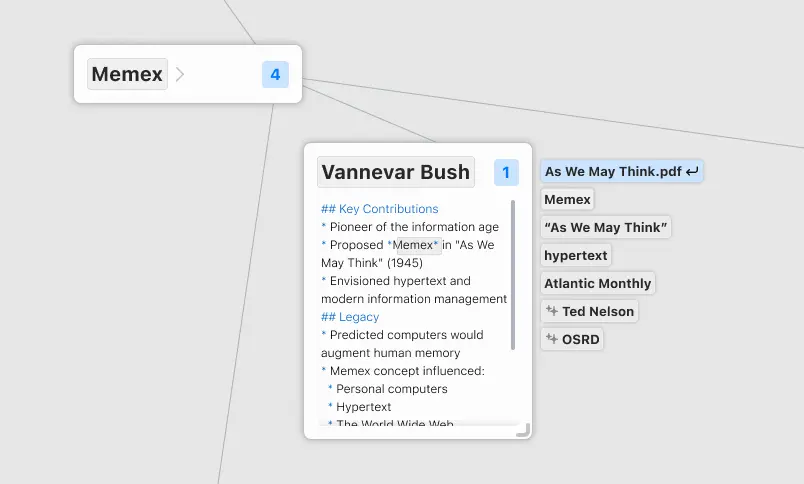 Memex
4
Vannevar Bush
1
## Key Contributions
* Pioneer of the information age
* Proposed *Memex* in "As We
May Think" (1945)
* Envisioned hypertext and
modern information management
## Legacy
* Predicted computers would
augment human memory
* Memex concept influenced:
* Personal computers
* Hypertext
* The World Wide Web
As We May Think.pdf
Memex
“As We May Think”
hypertext
Atlantic Monthly
Ted Nelson
OSRD